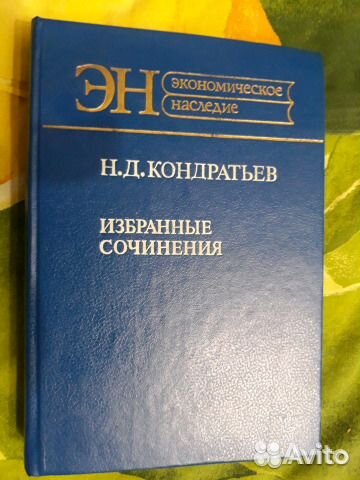 ЭН экономическое
наследие
Н.Д.КОНДРАТЬЕВ
ИЗБРАННЫЕ
СОЧИНЕНИЯ
Avito